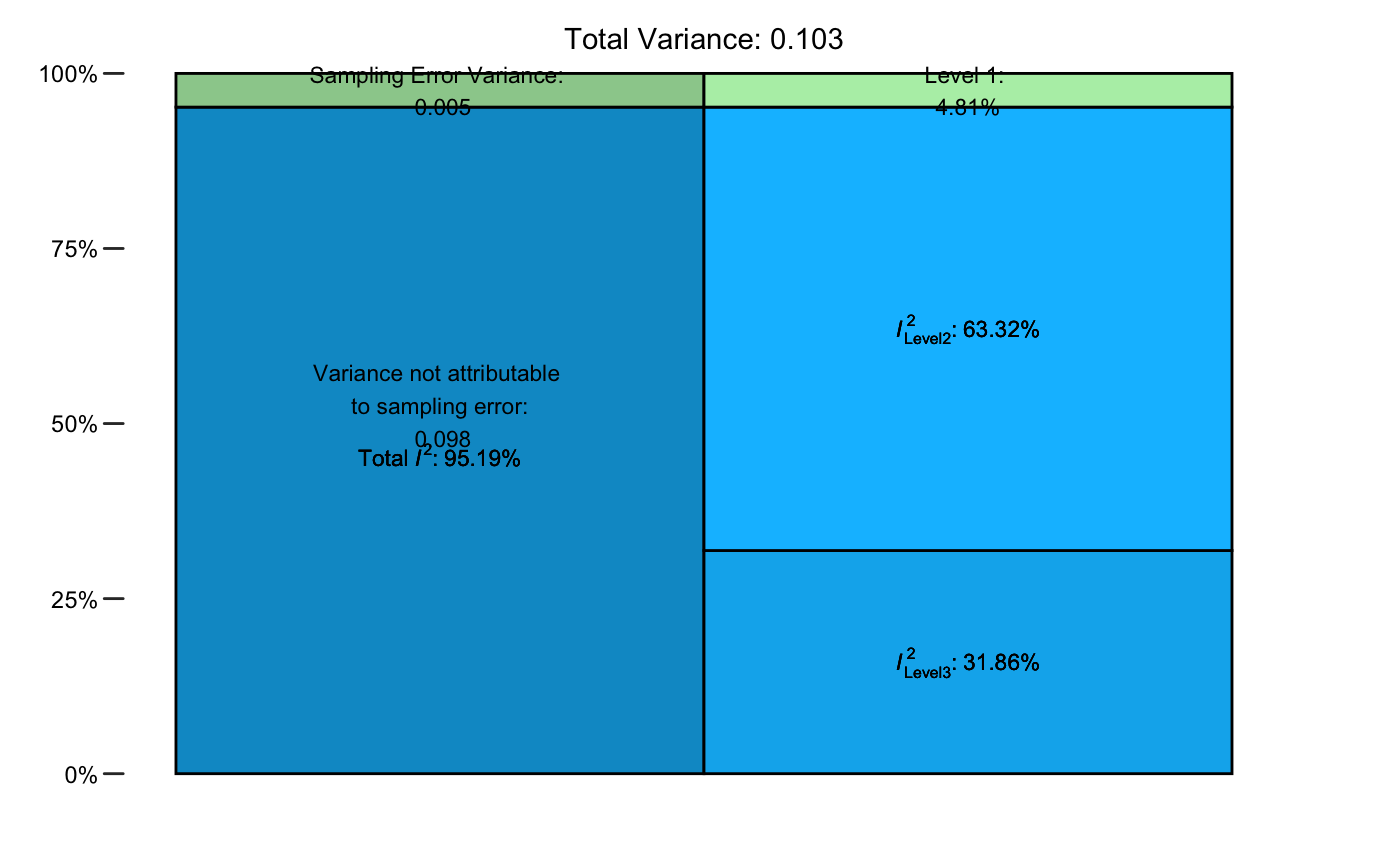 Total Variance: 0.103
100%
Sampling Error Variance:
0.005
Level 1:
4.81%
75%
I²Level2: 63.32%
Variance not attributable
to sampling error:
0.098
Total I²: 95.19%
50%
25%
I²Level3: 31.86%
0%